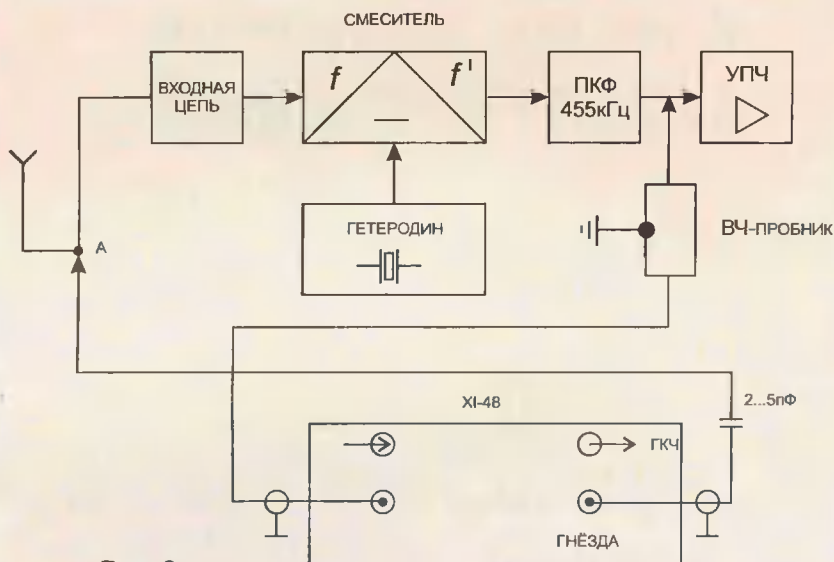 СМЕСИТЕЛЬ
ВХОДНАЯ
ЦЕПЬ
f
f'
ПКФ
455кГц
УПЧ
ГЕТЕРОДИН
ВЧ-ПРОБНИК
А
XI-48
2...5пФ
ГКЧ
ГНЁЗДА